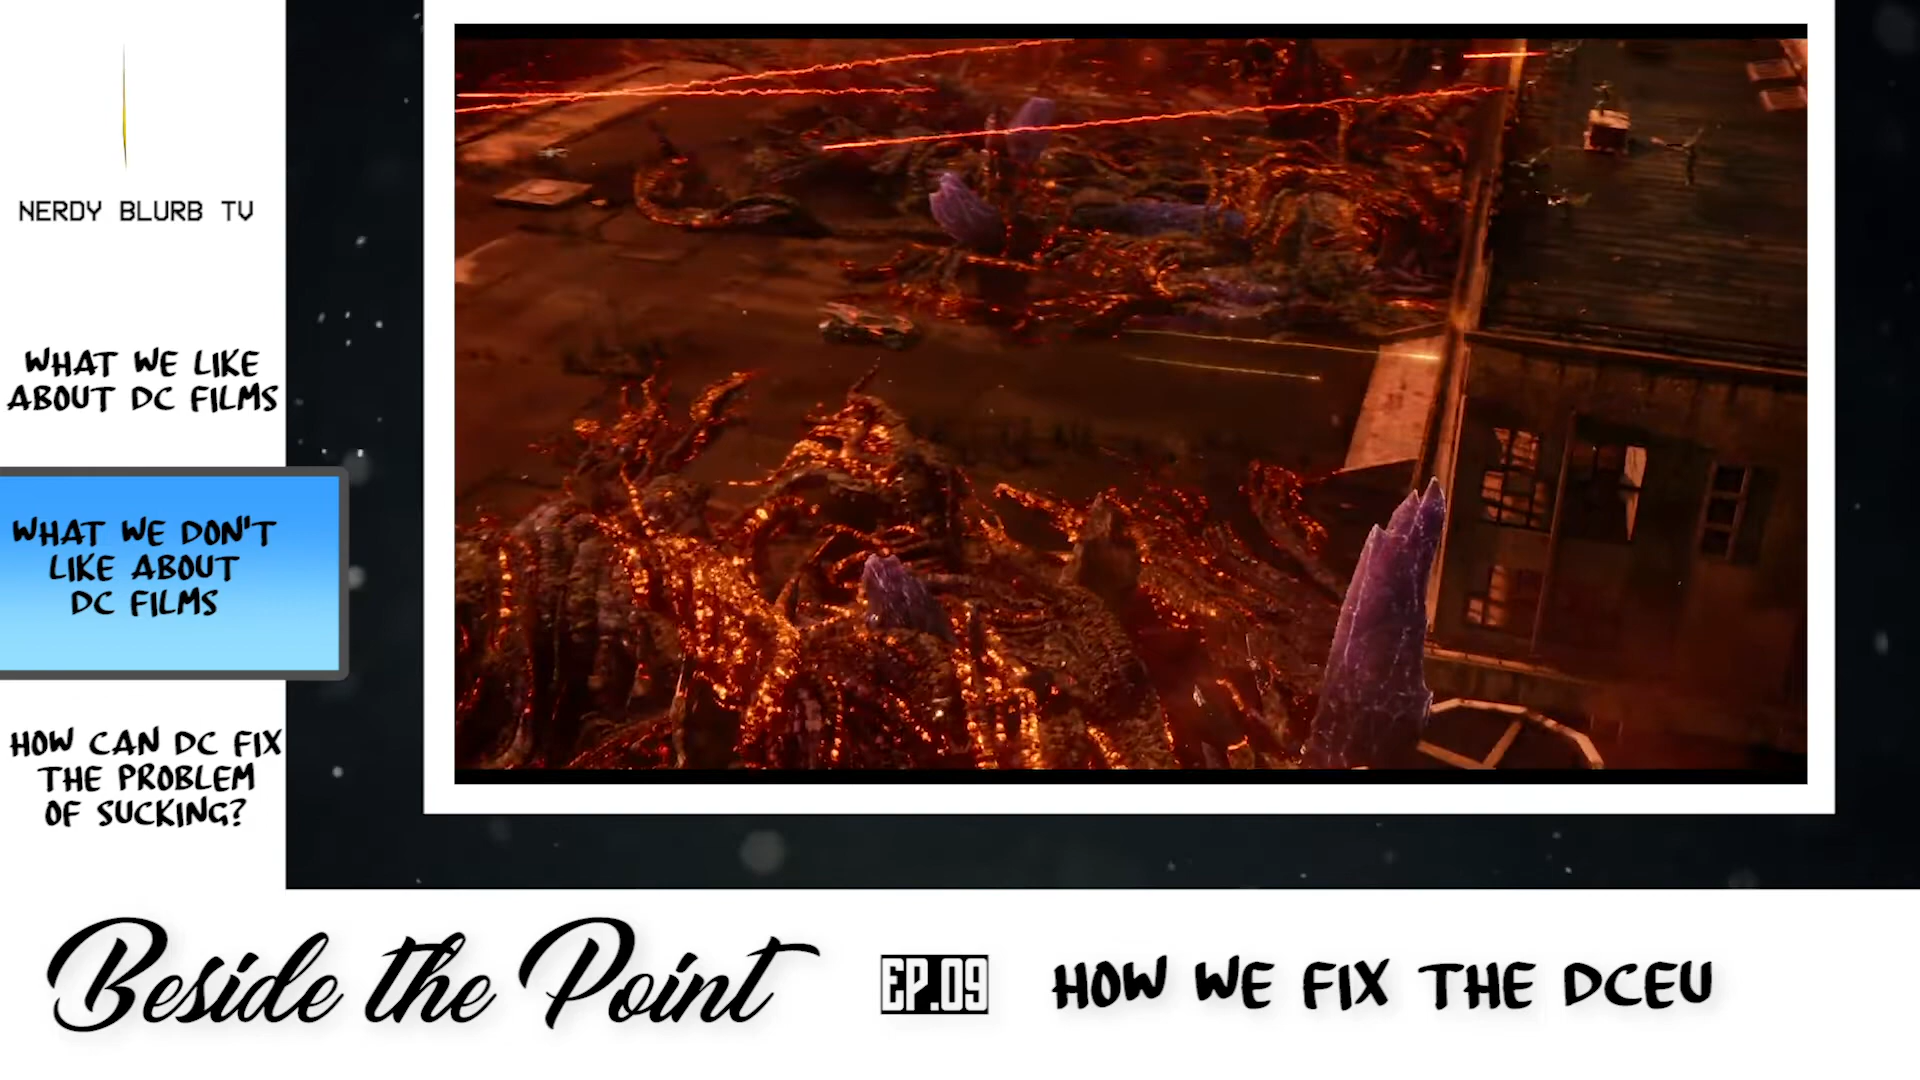 NERDY BLURB TV
WHAT WE LIKE
ABOUT DC FILMS
WHAT WE DON'T
LIKE ABOUT
DC FILMS
HOW CAN DC FIX
THE PROBLEM
OF SUCKING?
Beside the Point
EP.09
HOW WE FIX THE DCEU